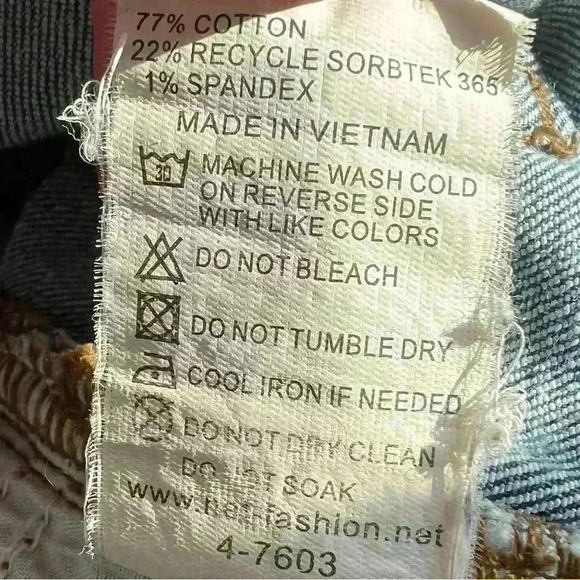 77% COTTON
22% RECYCLE SORBTEK 365
1% SPANDEX
MADE IN VIETNAM
30
MACHINE WASH COLD
ON REVERSE SIDE
WITH LIKE COLORS
DO NOT BLEACH
DO NOT TUMBLE DRY
COOL IRON IF NEEDED
DO NOT DRY CLEAN
DO NOT SOAK
4-7603